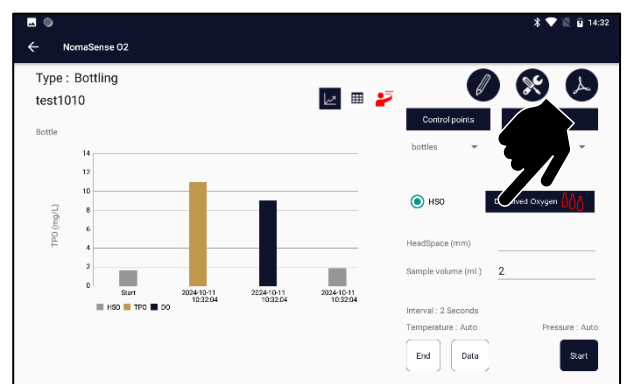 14:32
NomaSense O2
Type : Bottling
test1010
Control points
Bottle
bottles
14
12
10
8
6
4
2
0
TPO (mg/L)
HSO
Oxygen
HeadSpace (mm)
Sample volume (mL)
2
Start
2024-10-11
10:32:04
2024-10-11
10:32:04
2024-10-11
10:32:04
HSO TPO DO
Interval : 2 Seconds
Temperature : Auto
Pressure : Auto
End
Data
Start